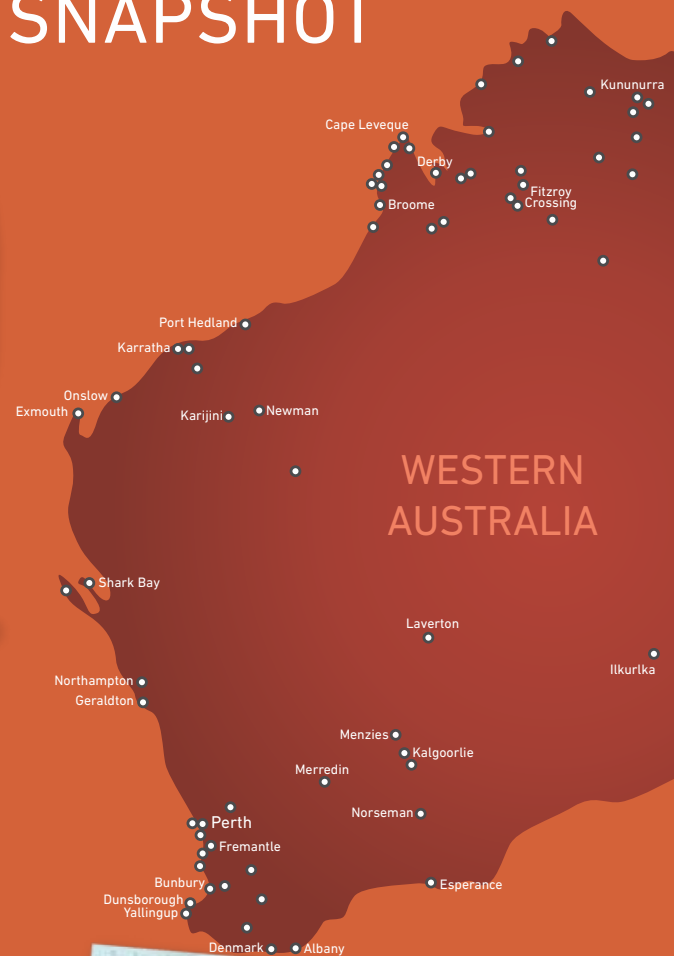 SNAPSHOT
Kununurra
Cape Leveque
Derby
Fitzroy
Crossing
Broome
Port Hedland
Karratha
Onslow
Exmouth
Karijini
Newman
WESTERN
AUSTRALIA
Shark Bay
Laverton
Ilkurlka
Northampton
Geraldton
Menzies
Kalgoorlie
Merredin
Norseman
Perth
Fremantle
Bunbury
Esperance
Dunsborough
Yallingup
Denmark
Albany